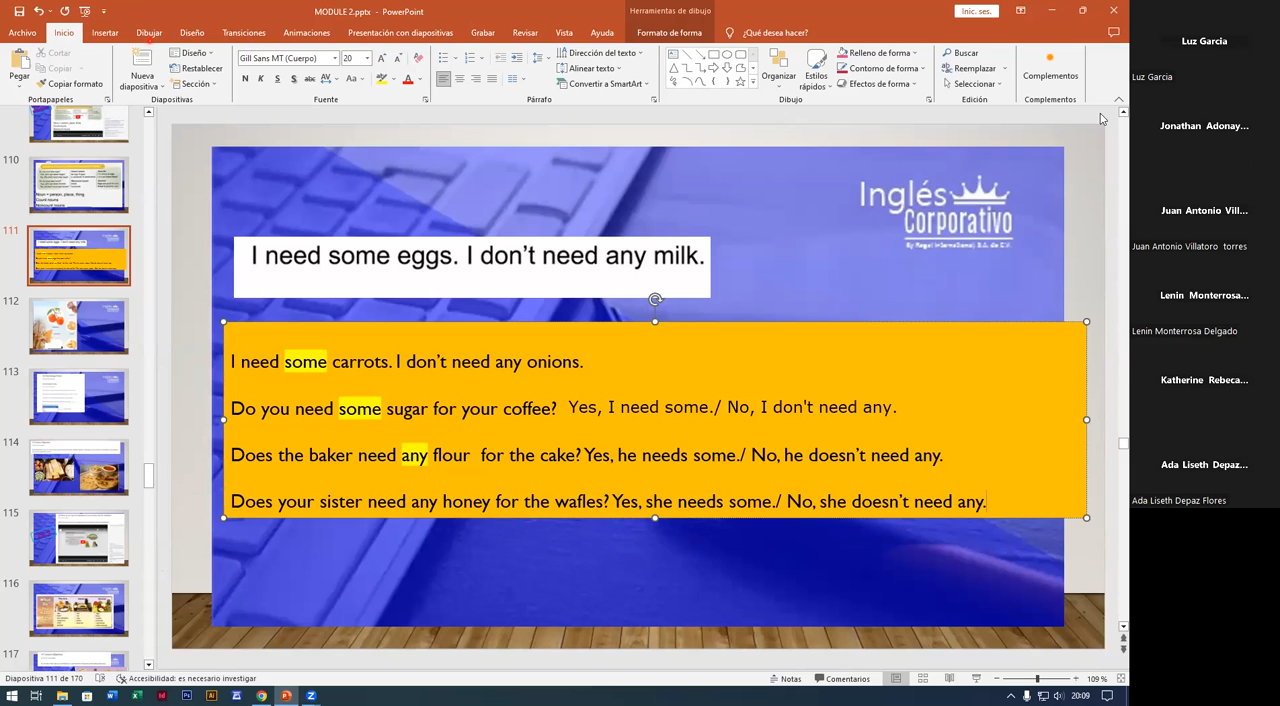 MODULE 2.pptx - PowerPoint
Herramientas de dibujo
Inic. ses.
Archivo Inicio Insertar Dibujar Diseño Transiciones Animaciones Presentación con diapositivas Grabar Revisar Vista Ayuda Formato de forma ¿Qué desea hacer?
Pegar
Cortar
Copiar
Copiar formato
Portapapeles
Nueva diapositiva
Diseño
Restablecer
Sección
Diapositivas
Gill Sans MT (Cuerpo) 20
N K S S abc AV Aa A
Fuente
Dirección del texto
Alinear texto
Convertir a SmartArt
Párrafo
Organizar
Estilos rápidos
Relleno de forma
Contorno de forma
Efectos de forma
Dibujo
Buscar
Reemplazar
Seleccionar
Edición
Complementos
Complementos
110
111
112
113
114
115
116
117
Ingles
Corporativo
By Regal International S.A. de C.V.
I need some eggs. I don't need any milk.
I need some carrots. I don't need any onions.
Do you need some sugar for your coffee? Yes, I need some./ No, I don't need any.
Does the baker need any flour for the cake? Yes, he needs some./ No, he doesn't need any.
Does your sister need any honey for the wafles? Yes, she needs some./ No, she doesn't need any.
Luz Garcia
Luz Garcia
Jonathan Adonay...
Juan Antonio Vill...
Juan Antonio Villatoro torres
Lenin Monterrosa...
Lenin Monterrosa Delgado
Katherine Rebeca...
Ada Liseth Depaz...
Ada Liseth Depaz Flores
Diapositiva 111 de 170
Accesibilidad: es necesario investigar
Notas
Comentarios
109 %
20:09